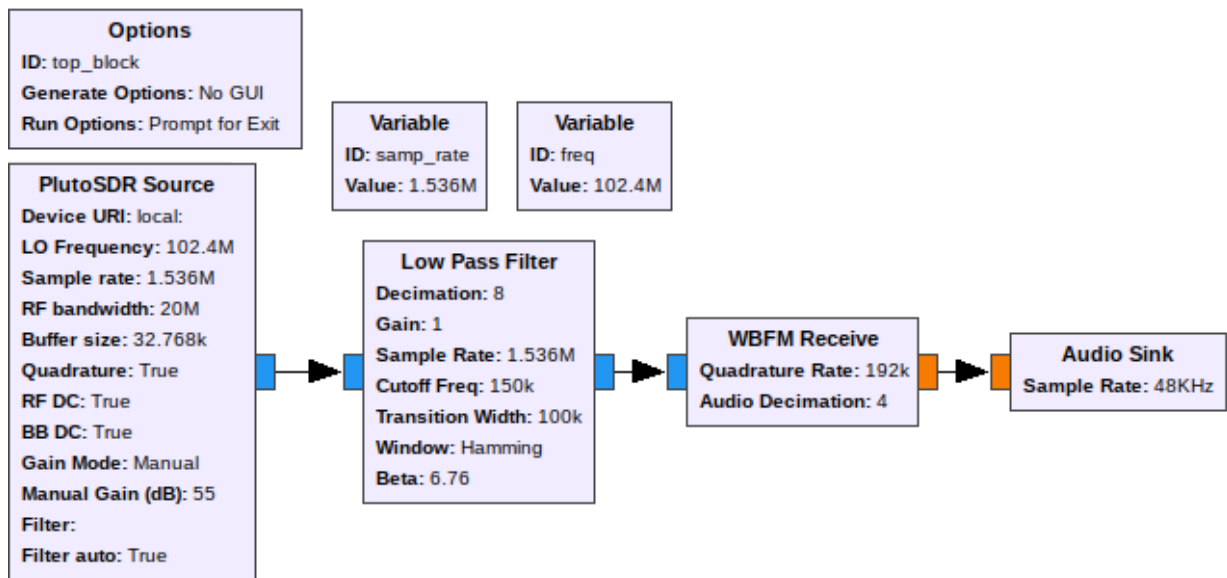 Options
ID: top_block
Generate Options: No GUI
Run Options: Prompt for Exit
Variable
ID: samp_rate
Value: 1.536M
Variable
ID: freq
Value: 102.4M
PlutoSDR Source
Device URI: local:
LO Frequency: 102.4M
Sample rate: 1.536M
RF bandwidth: 20M
Buffer size: 32.768k
Quadrature: True
RF DC: True
BB DC: True
Gain Mode: Manual
Manual Gain (dB): 55
Filter:
Filter auto: True
Low Pass Filter
Decimation: 8
Gain: 1
Sample Rate: 1.536M
Cutoff Freq: 150k
Transition Width: 100k
Window: Hamming
Beta: 6.76
WBFM Receive
Quadrature Rate: 192k
Audio Decimation: 4
Audio Sink
Sample Rate: 48KHz